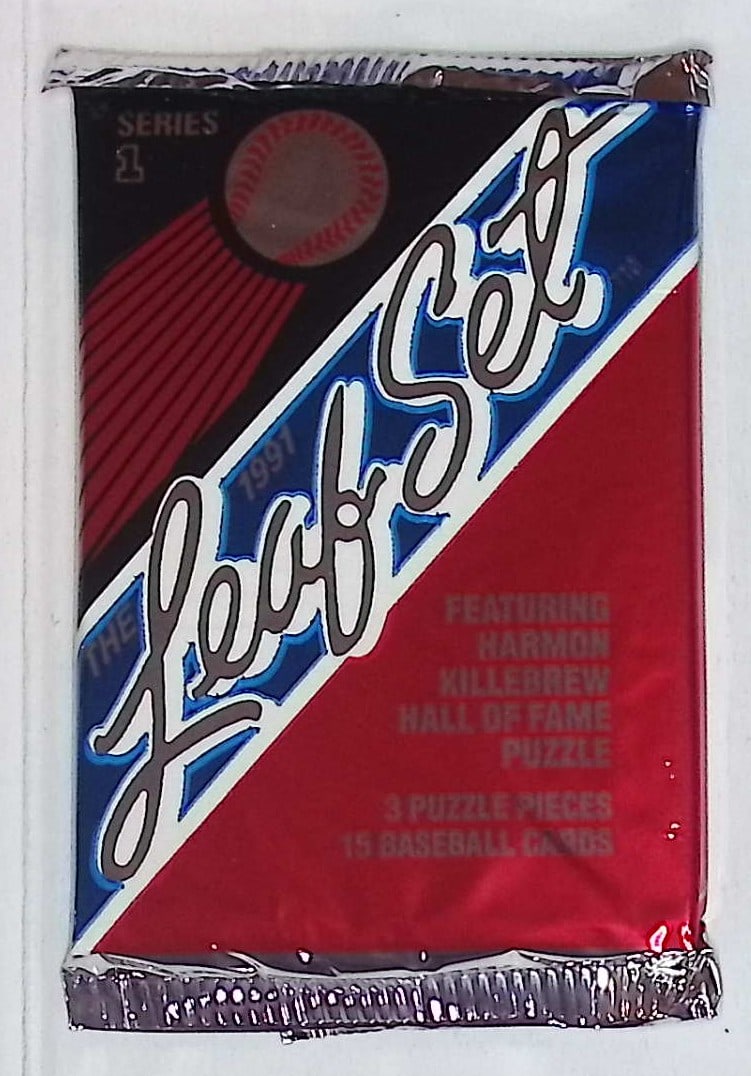 SERIES
1
THE 1991
Leaf Set
FEATURING
HARMON
KILLEBREW
HALL OF FAME
PUZZLE
3 PUZZLE PIECES
15 BASEBALL CARDS